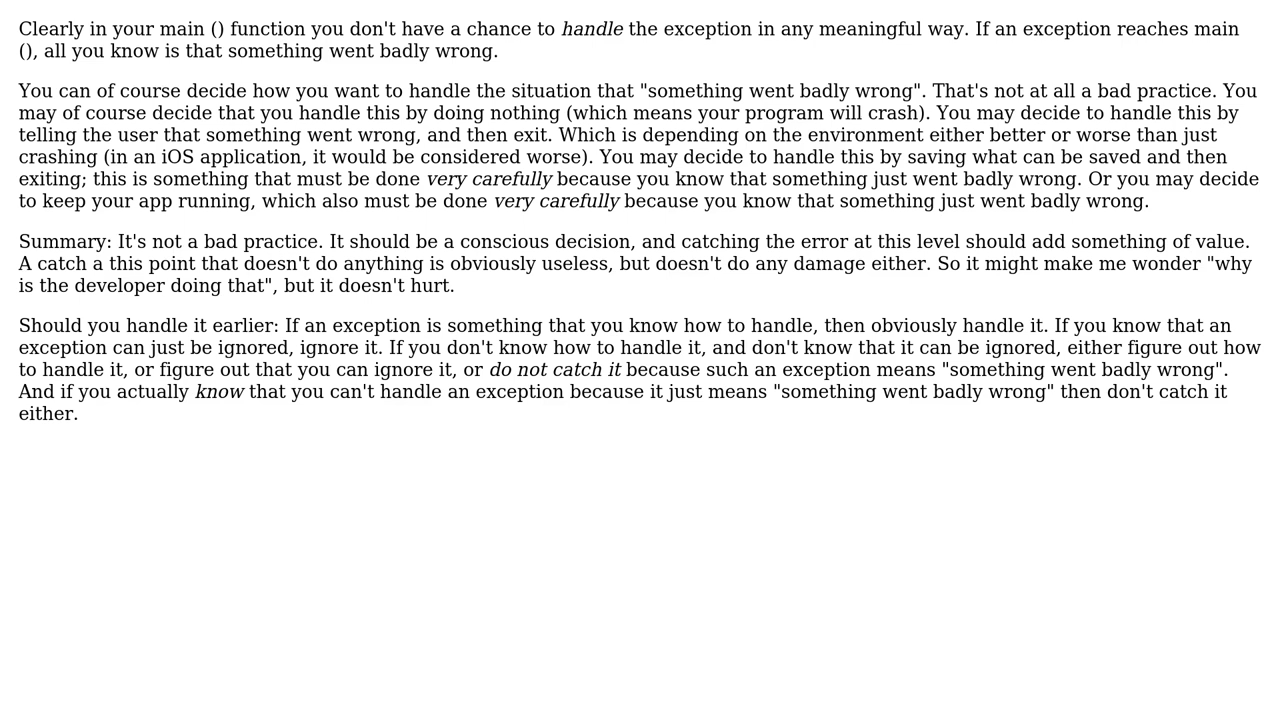 Clearly in your main () function you don't have a chance to handle the exception in any meaningful way. If an exception reaches main
(), all you know is that something went badly wrong.
You can of course decide how you want to handle the situation that "something went badly wrong". That's not at all a bad practice. You
may of course decide that you handle this by doing nothing (which means your program will crash). You may decide to handle this by
telling the user that something went wrong, and then exit. Which is depending on the environment either better or worse than just
crashing (in an iOS application, it would be considered worse). You may decide to handle this by saving what can be saved and then
exiting; this is something that must be done very carefully because you know that something just went badly wrong. Or you may decide
to keep your app running, which also must be done very carefully because you know that something just went badly wrong.
Summary: It's not a bad practice. It should be a conscious decision, and catching the error at this level should add something of value.
A catch a this point that doesn't do anything is obviously useless, but doesn't do any damage either. So it might make me wonder "why
is the developer doing that", but it doesn't hurt.
Should you handle it earlier: If an exception is something that you know how to handle, then obviously handle it. If you know that an
exception can just be ignored, ignore it. If you don't know how to handle it, and don't know that it can be ignored, either figure out how
to handle it, or figure out that you can ignore it, or do not catch it because such an exception means "something went badly wrong".
And if you actually know that you can't handle an exception because it just means "something went badly wrong" then don't catch it
either.